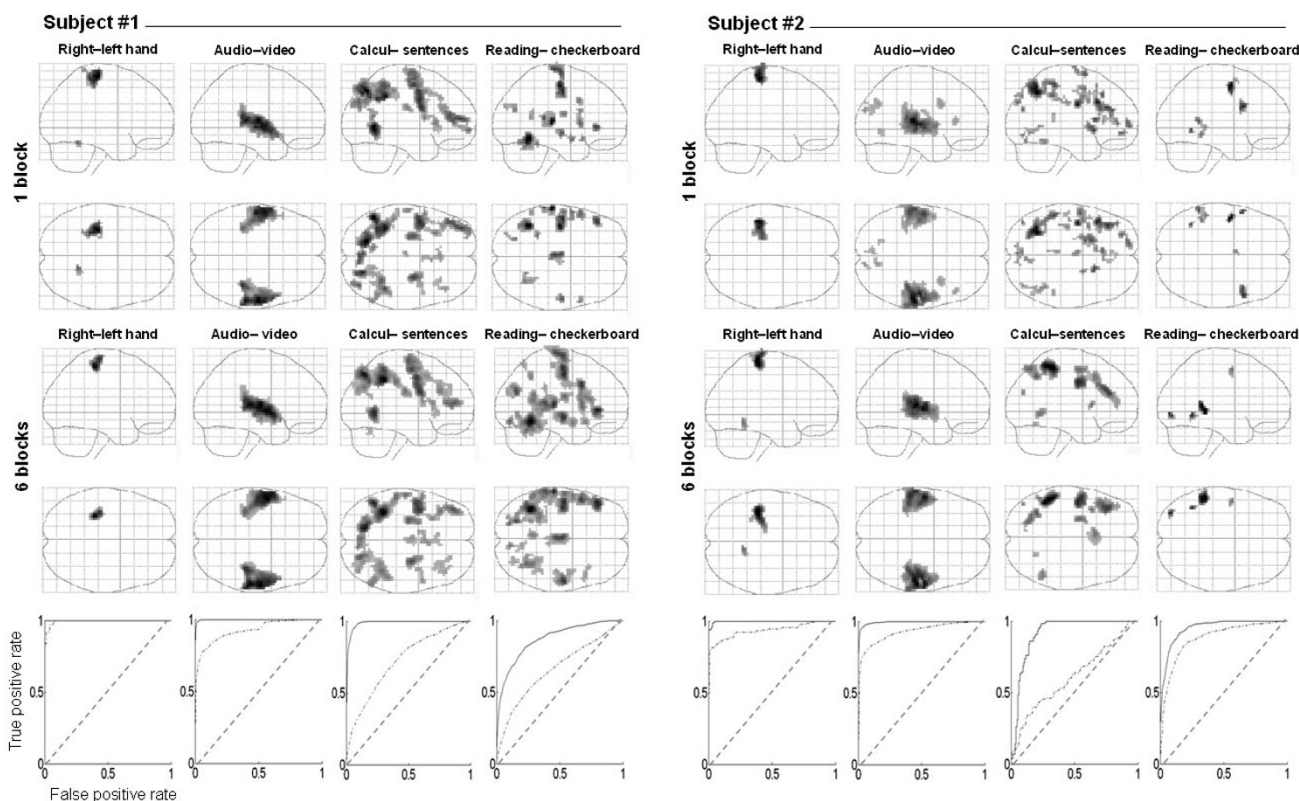 Subject #1
Subject #2
Right–left hand
Audio–video
Calcul– sentences
Reading– checkerboard
Right–left hand
Audio–video
Calcul–sentences
Reading– checkerboard
1 block
1 block
Right–left hand
Audio– video
Calcul– sentences
Reading– checkerboard
Right–left hand
Audio–video
Calcul–sentences
Reading– checkerboard
6 blocks
6 blocks
True positive rate
1 1 1 1 1 1 1 1
0.5 0.5 0.5 0.5 0.5 0.5 0.5 0.5
0 0 0 0 0 0 0 0
0 0.5 1 0 0.5 1 0 0.5 1 0 0.5 1 0 0.5 1 0 0.5 1 0 0.5 1 0 0.5 1
False positive rate